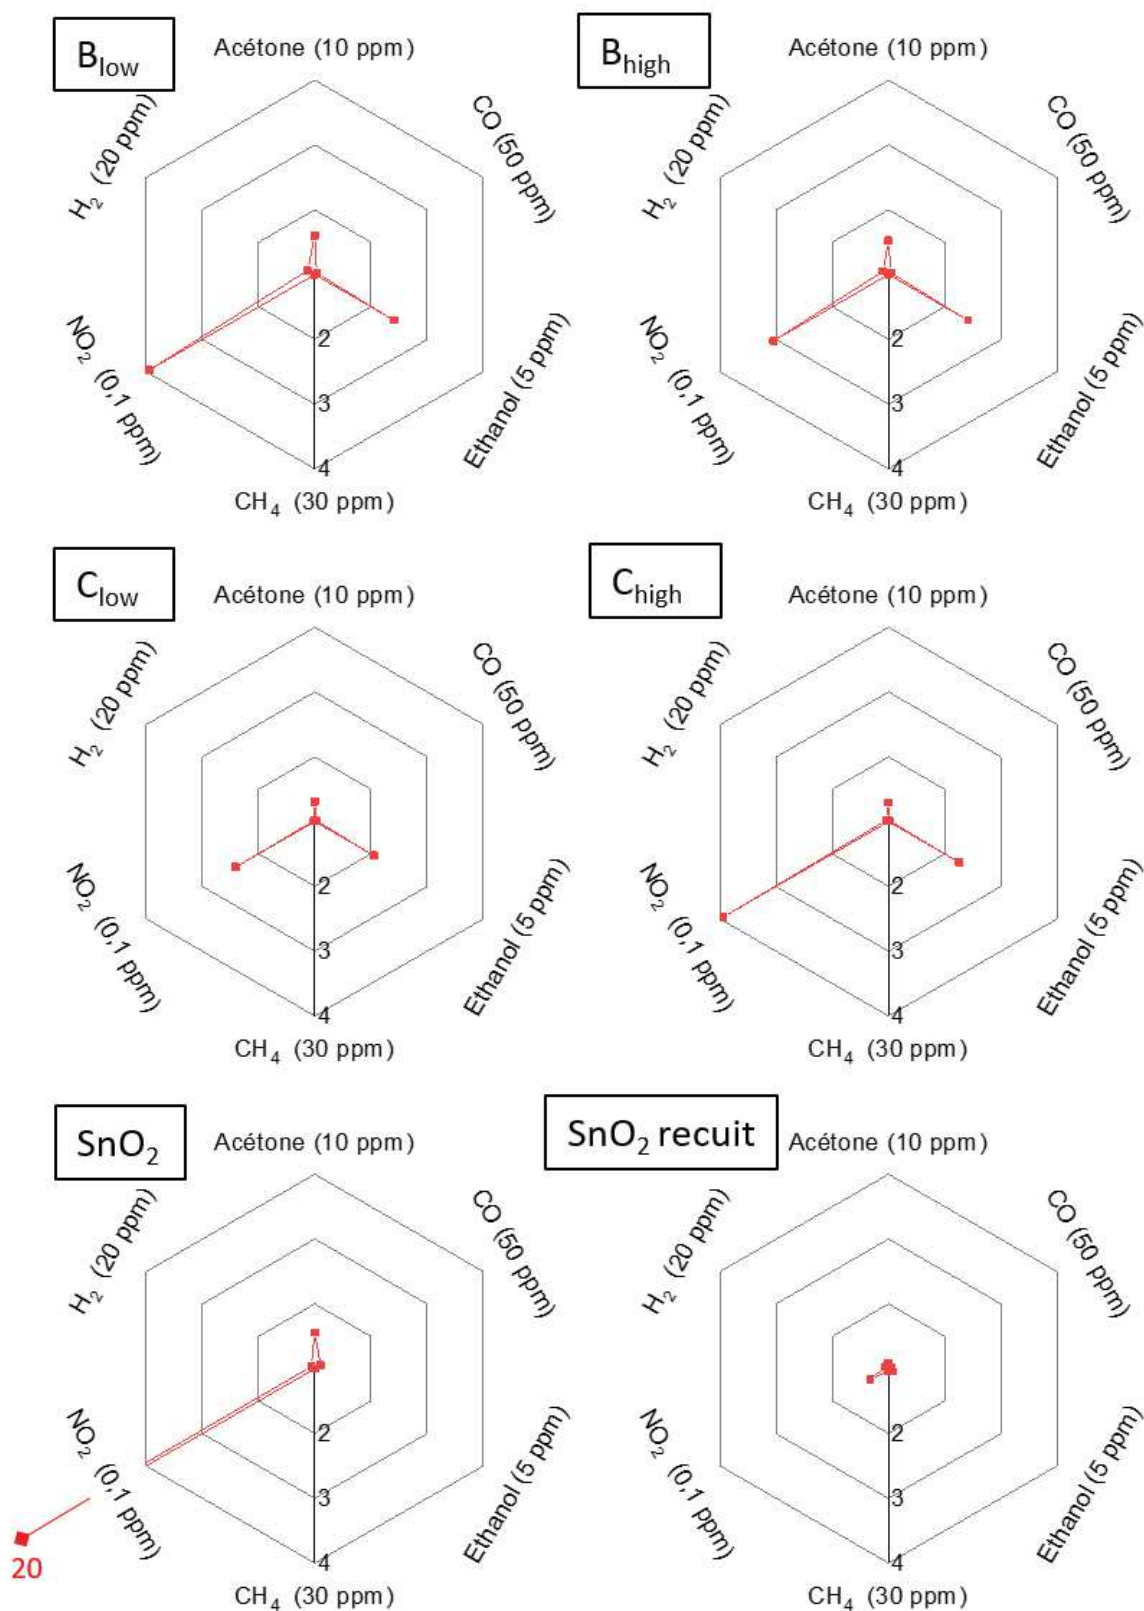 B_low
Acétone (10 ppm)
CO (50 ppm)
Ethanol (5 ppm)
CH4 (30 ppm)
NO2 (0,1 ppm)
H2 (20 ppm)
2
3
4
B_high
Acétone (10 ppm)
CO (50 ppm)
Ethanol (5 ppm)
CH4 (30 ppm)
NO2 (0,1 ppm)
H2 (20 ppm)
2
3
4
C_low
Acétone (10 ppm)
CO (50 ppm)
Ethanol (5 ppm)
CH4 (30 ppm)
NO2 (0,1 ppm)
H2 (20 ppm)
2
3
4
C_high
Acétone (10 ppm)
CO (50 ppm)
Ethanol (5 ppm)
CH4 (30 ppm)
NO2 (0,1 ppm)
H2 (20 ppm)
2
3
4
SnO2
Acétone (10 ppm)
CO (50 ppm)
Ethanol (5 ppm)
CH4 (30 ppm)
NO2 (0,1 ppm)
H2 (20 ppm)
2
3
4
20
SnO2 recuit
Acétone (10 ppm)
CO (50 ppm)
Ethanol (5 ppm)
CH4 (30 ppm)
NO2 (0,1 ppm)
H2 (20 ppm)
2
3
4